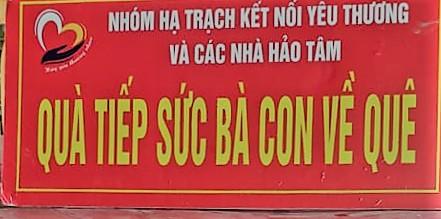 NHÓM HẠ TRẠCH KẾT NỐI YÊU THƯƠNG
VÀ CÁC NHÀ HẢO TÂM
QUÀ TIẾP SỨC BÀ CON VỀ QUÊ